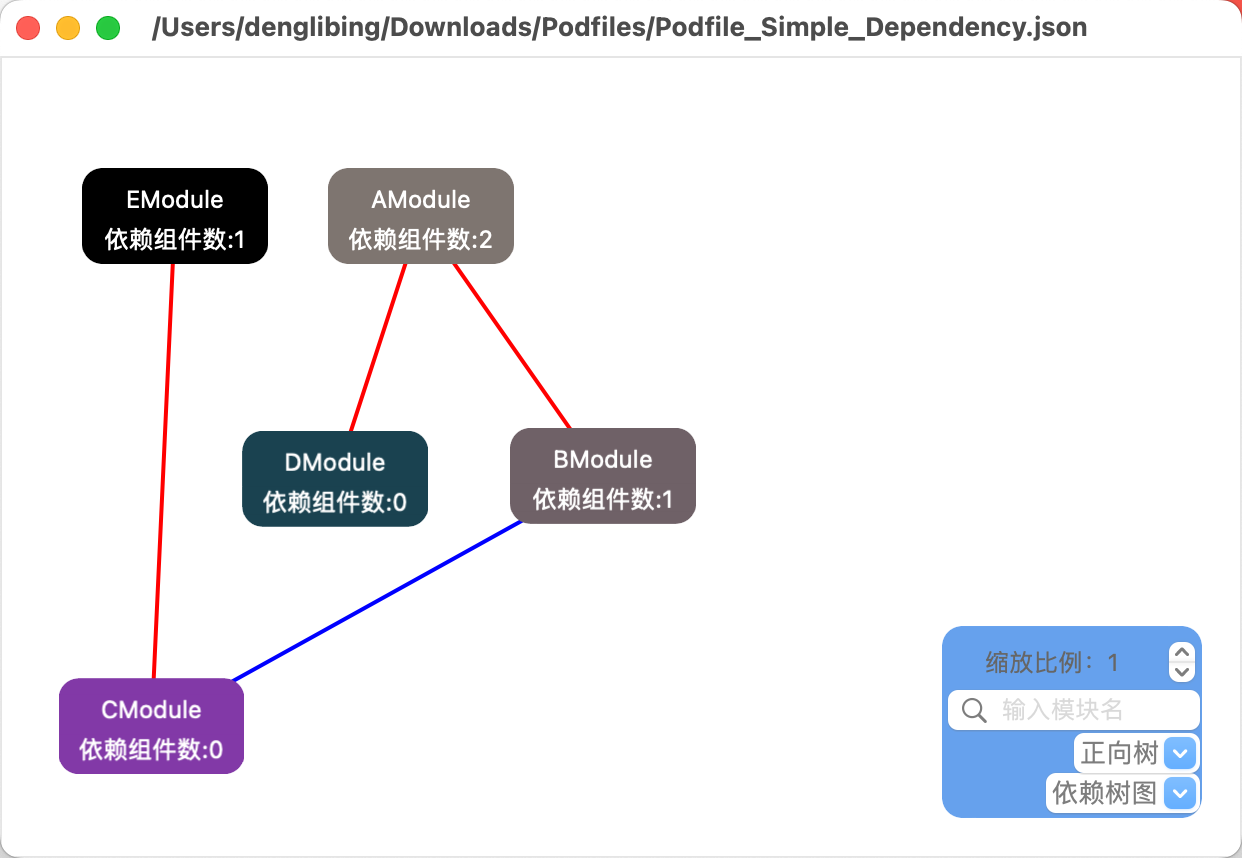 /Users/denglibing/Downloads/Podfiles/Podfile_Simple_Dependency.json
EModule
依赖组件数:1
AModule
依赖组件数:2
DModule
依赖组件数:0
BModule
依赖组件数:1
CModule
依赖组件数:0
缩放比例：1
输入模块名
正向树
依赖树图